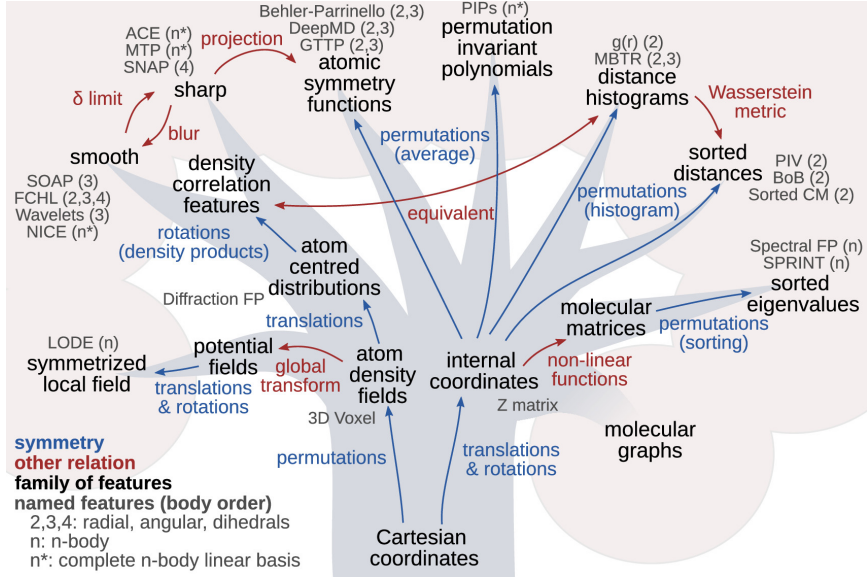 Behler-Parrinello (2,3)
DeepMD (2,3)
GTTP (2,3)
atomic
symmetry
functions
PIPs (n*)
permutation
invariant
polynomials
ACE (n*)
MTP (n*)
SNAP (4)
sharp
projection
g(r) (2)
MBTR (2,3)
distance
histograms
Wasserstein
metric
δ limit
blur
smooth
SOAP (3)
FCHL (2,3,4)
Wavelets (3)
NICE (n*)
density
correlation
features
permutations
(average)
sorted
distances
PIV (2)
BoB (2)
Sorted CM (2)
permutations
(histogram)
equivalent
rotations
(density products)
atom
centred
distributions
Diffraction FP
translations
Spectral FP (n)
SPRINT (n)
sorted
eigenvalues
molecular
matrices
permutations
(sorting)
LODE (n)
symmetrized
local field
potential
fields
translations
& rotations
global
transform
atom
density
fields
3D Voxel
internal
coordinates
non-linear
functions
Z matrix
molecular
graphs
permutations
translations
& rotations
Cartesian
coordinates
symmetry
other relation
family of features
named features (body order)
2,3,4: radial, angular, dihedrals
n: n-body
n*: complete n-body linear basis